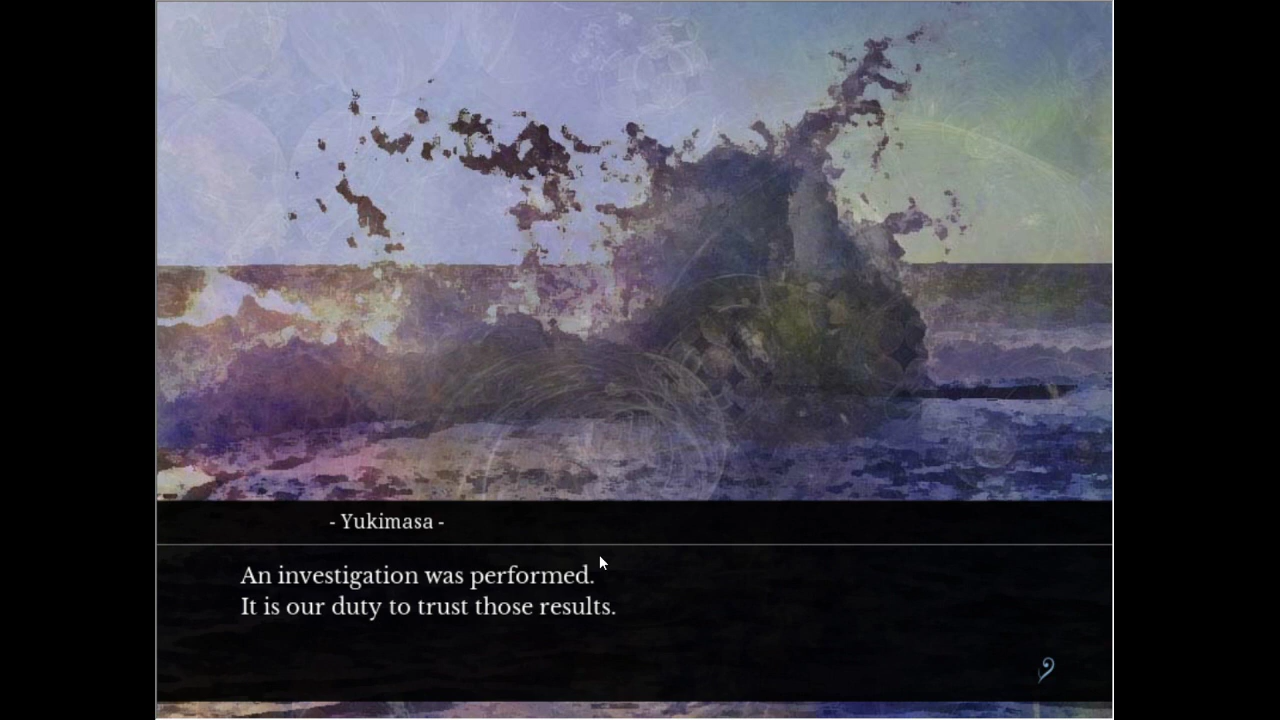 - Yukimasa -
An investigation was performed.
It is our duty to trust those results.